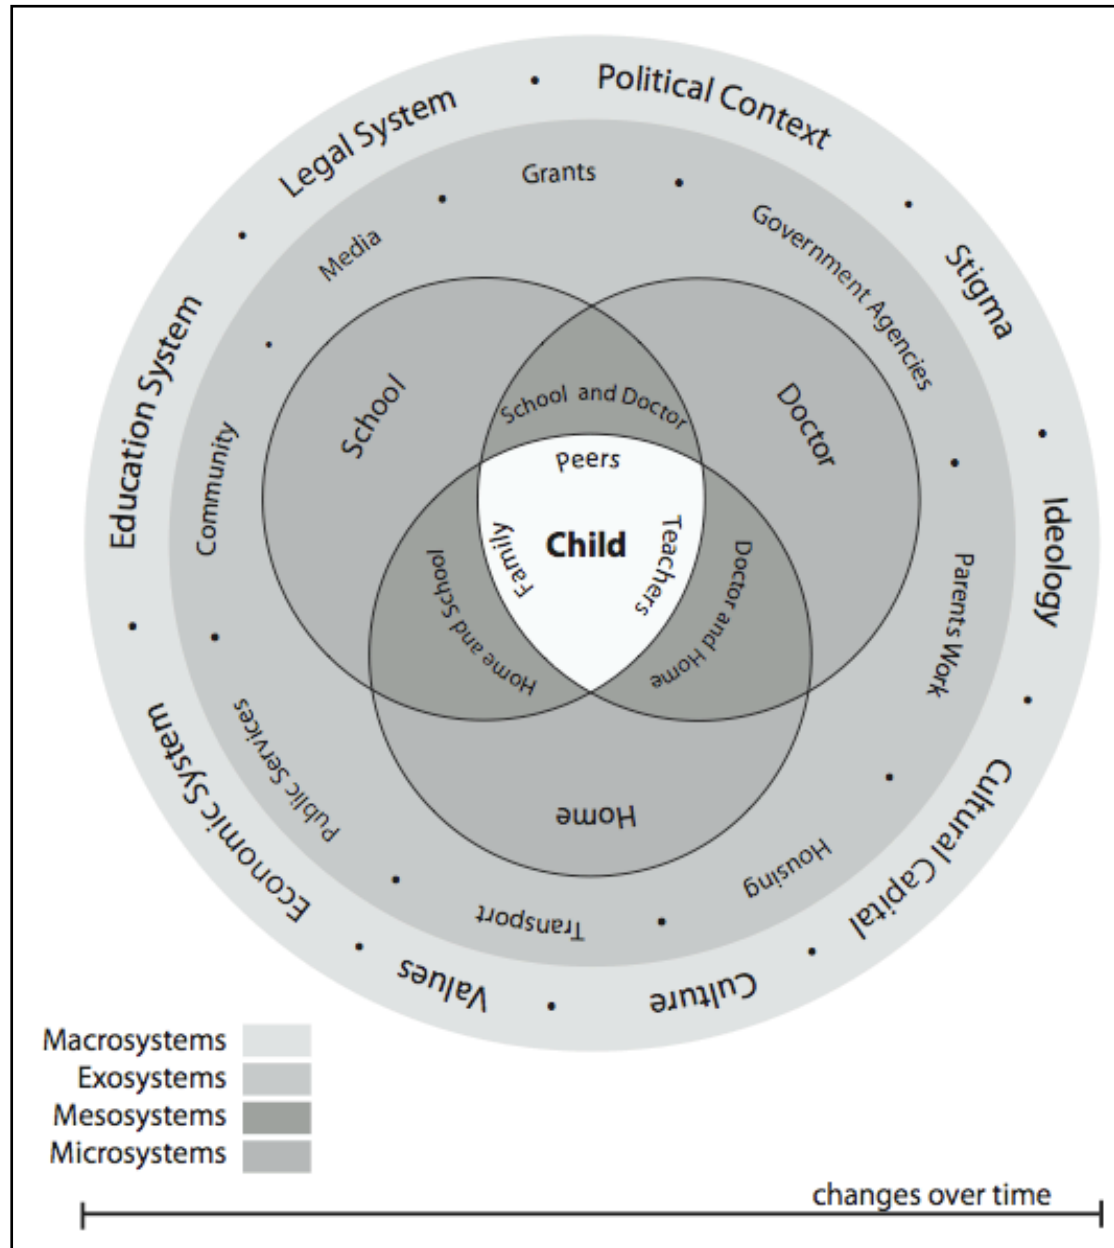 Political Context
Stigma
Ideology
Cultural Capital
Culture
Values
Economic System
Education System
Legal System
Grants
Government Agencies
Parents Work
Housing
Transport
Public Services
Community
Media
School
Doctor
Home
School and Doctor
Doctor and Home
Home and School
Peers
Teachers
Family
Child
Macrosystems
Exosystems
Mesosystems
Microsystems
changes over time